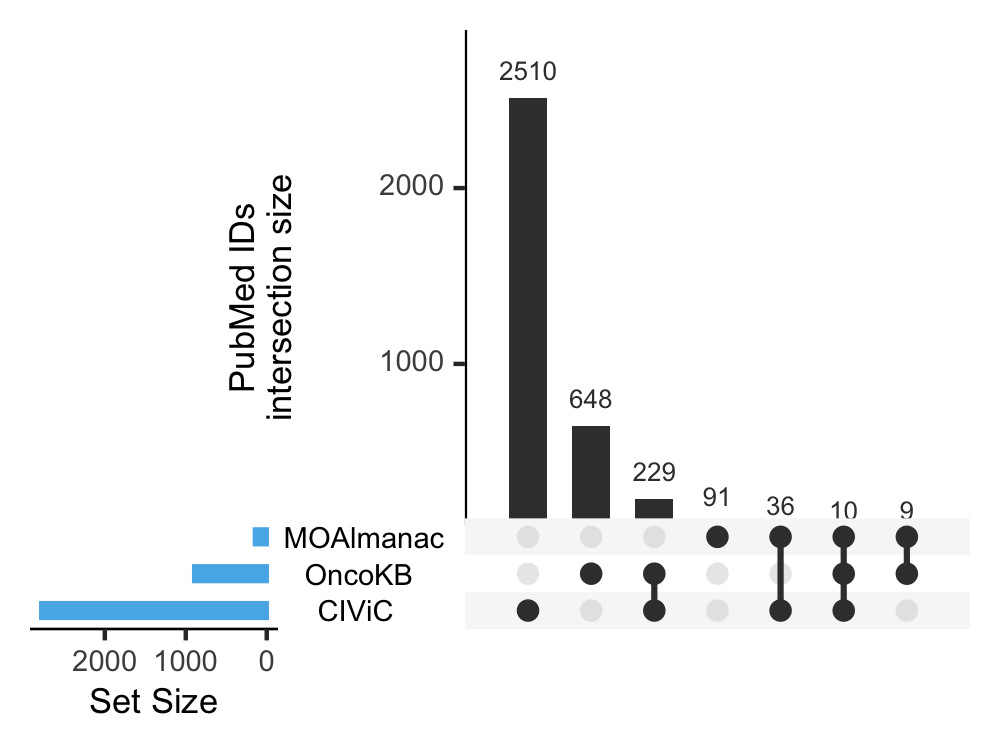 2510
2000
PubMed IDs
intersection size
1000
648
229
91
36
10
9
MOAlmanac
OncoKB
CIViC
2000 1000 0
Set Size